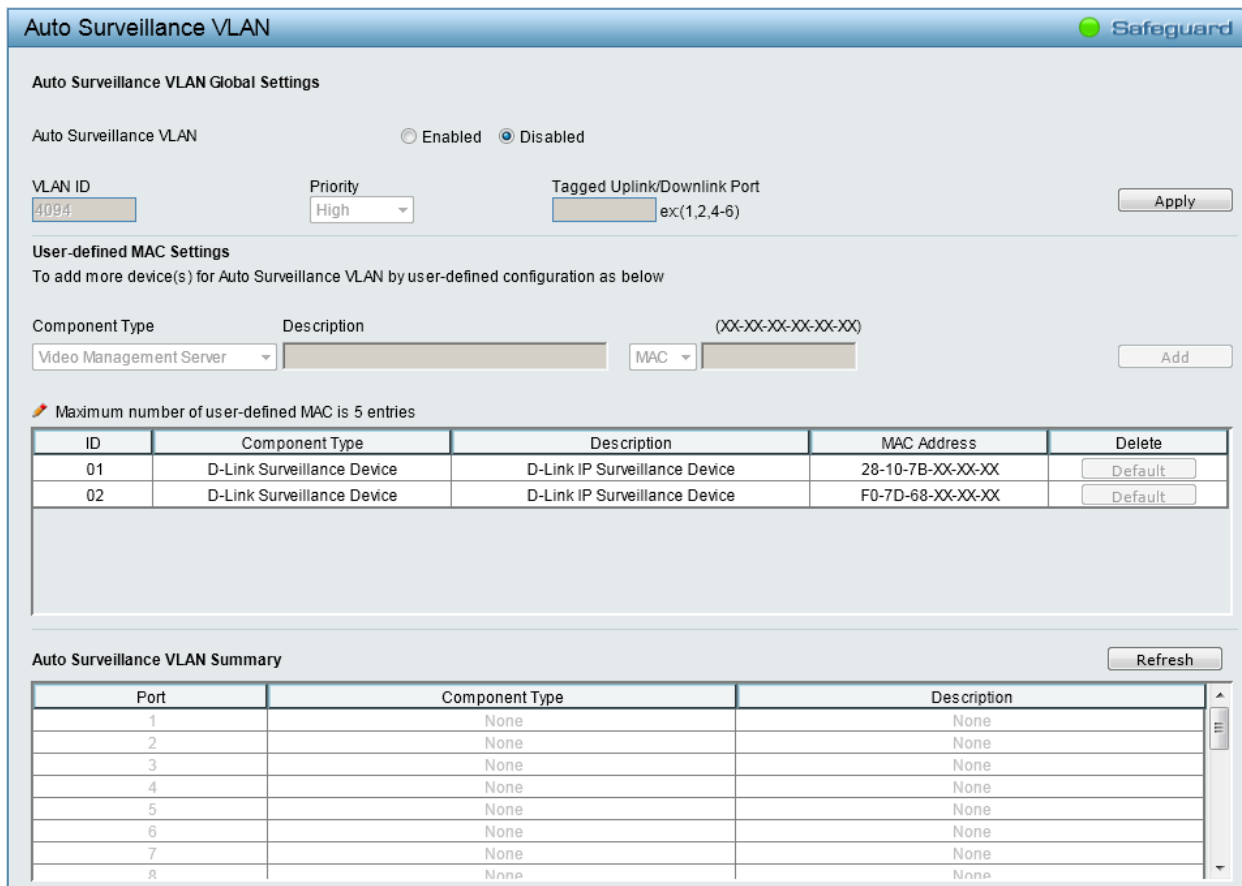 Auto Surveillance VLAN Safeguard
Auto Surveillance VLAN Global Settings
Auto Surveillance VLAN Enabled Disabled
VLAN ID Priority Tagged Uplink/Downlink Port
4094 High ex:(1,2,4-6) Apply
User-defined MAC Settings
To add more device(s) for Auto Surveillance VLAN by user-defined configuration as below
Component Type Description (XX-XX-XX-XX-XX-XX)
Video Management Server MAC Add
Maximum number of user-defined MAC is 5 entries
ID Component Type Description MAC Address Delete
01 D-Link Surveillance Device D-Link IP Surveillance Device 28-10-7B-XX-XX-XX Default
02 D-Link Surveillance Device D-Link IP Surveillance Device F0-7D-68-XX-XX-XX Default
Auto Surveillance VLAN Summary Refresh
Port Component Type Description
1 None None
2 None None
3 None None
4 None None
5 None None
6 None None
7 None None
8 None None